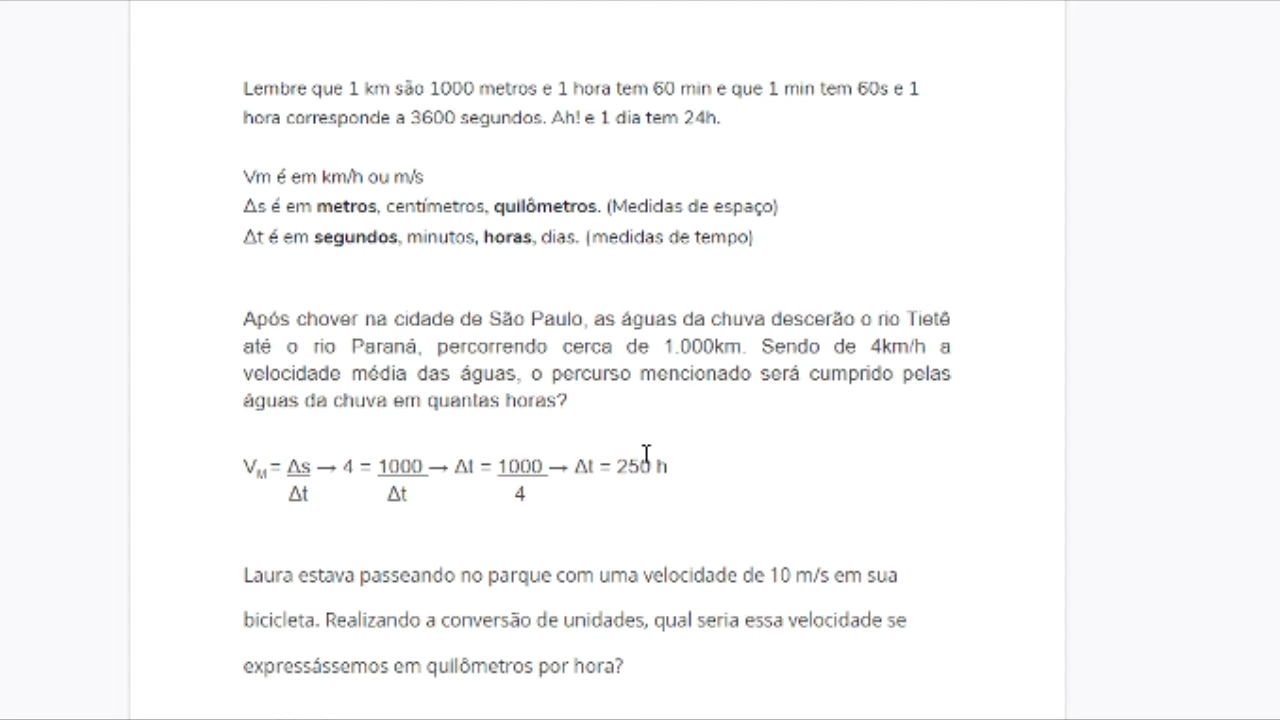 Lembre que 1 km são 1000 metros e 1 hora tem 60 min e que 1 min tem 60s e 1
hora corresponde a 3600 segundos. Ah! e 1 dia tem 24h.
Vm é em km/h ou m/s
Δs é em metros, centímetros, quilômetros. (Medidas de espaço)
Δt é em segundos, minutos, horas, dias. (medidas de tempo)
Após chover na cidade de São Paulo, as águas da chuva descerão o rio Tietê
até o rio Paraná, percorrendo cerca de 1.000km. Sendo de 4km/h a
velocidade média das águas, o percurso mencionado será cumprido pelas
águas da chuva em quantas horas?
VM = Δs → 4 = 1000 → Δt = 1000 → Δt = 250 h
Δt Δt 4
Laura estava passeando no parque com uma velocidade de 10 m/s em sua
bicicleta. Realizando a conversão de unidades, qual seria essa velocidade se
expressássemos em quilômetros por hora?